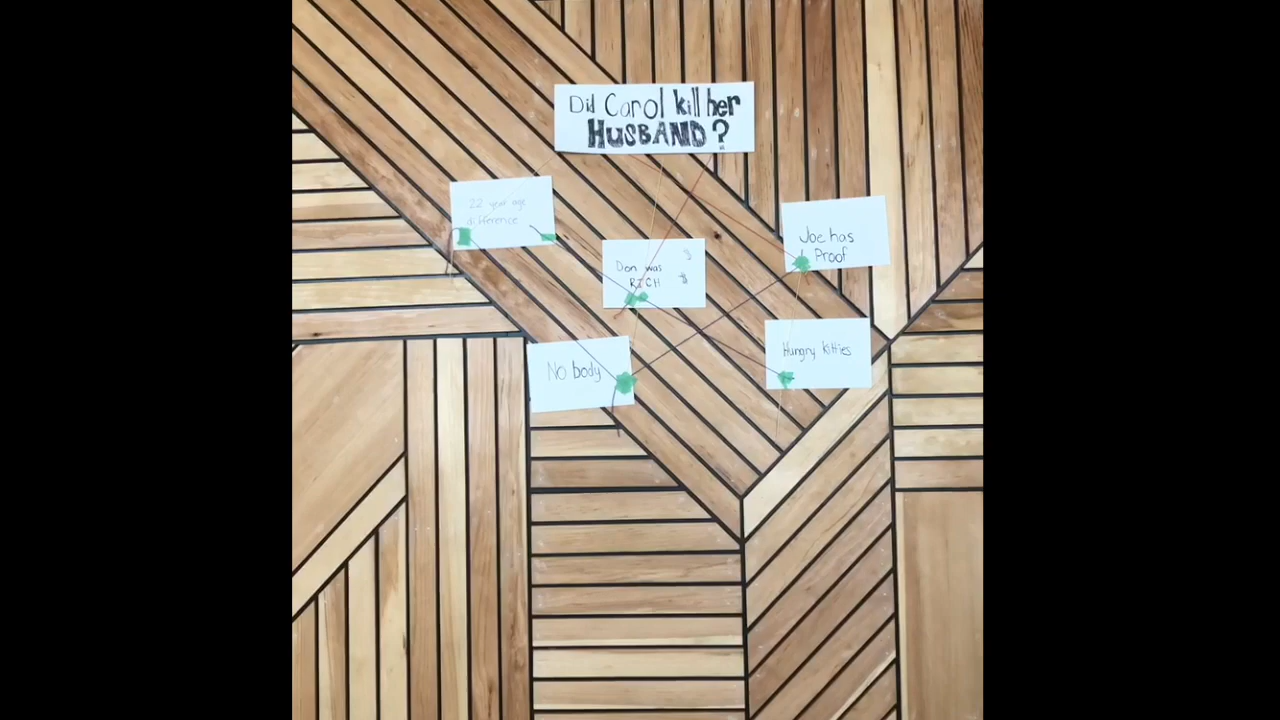 Did Carol kill her
HUSBAND?
22 year age
difference
Don was
RICH
$
$
Joe has
Proof
No body
Hungry kitties